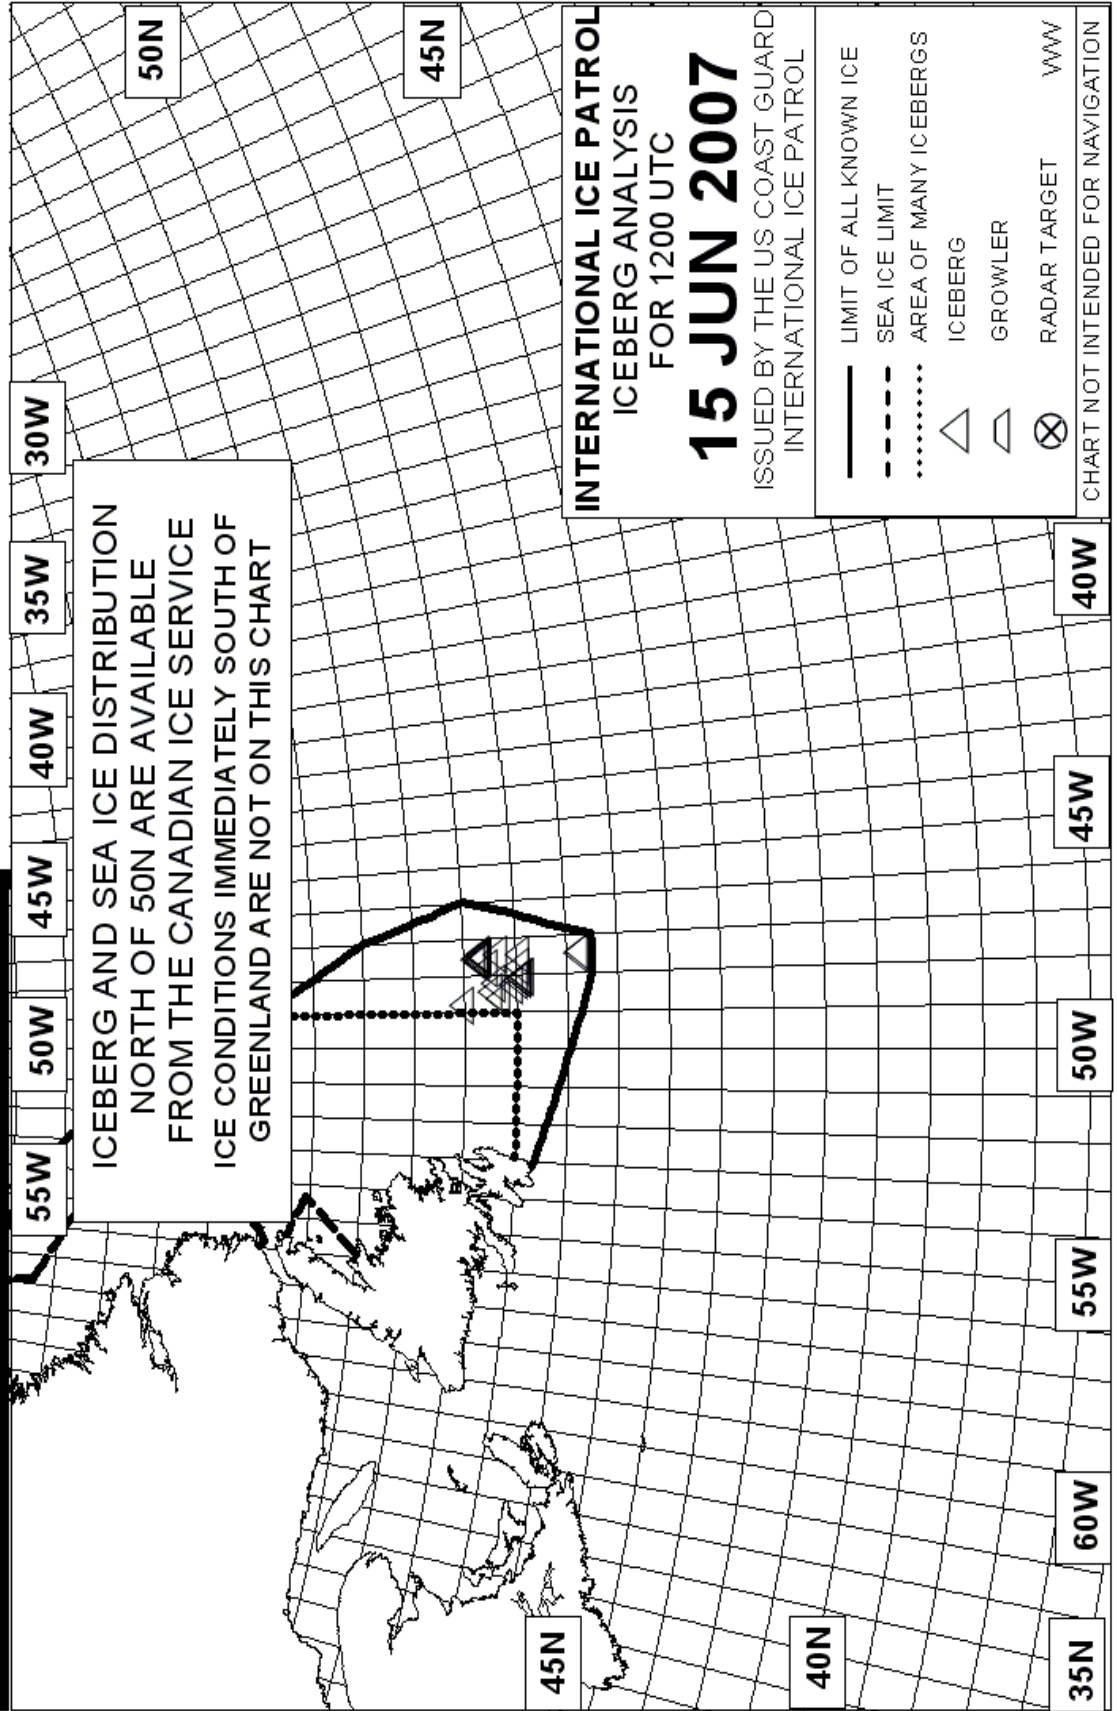 55W
50W
45W
40W
35W
30W
50N
45N
ICEBERG AND SEA ICE DISTRIBUTION
NORTH OF 50N ARE AVAILABLE
FROM THE CANADIAN ICE SERVICE
ICE CONDITIONS IMMEDIATELY SOUTH OF
GREENLAND ARE NOT ON THIS CHART
INTERNATIONAL ICE PATROL
ICEBERG ANALYSIS
FOR 1200 UTC
15 JUN 2007
ISSUED BY THE US COAST GUARD
INTERNATIONAL ICE PATROL
LIMIT OF ALL KNOWN ICE
SEA ICE LIMIT
AREA OF MANY ICEBERGS
ICEBERG
GROWLER
RADAR TARGET
CHART NOT INTENDED FOR NAVIGATION
45N
40N
35N
60W
55W
50W
45W
40W